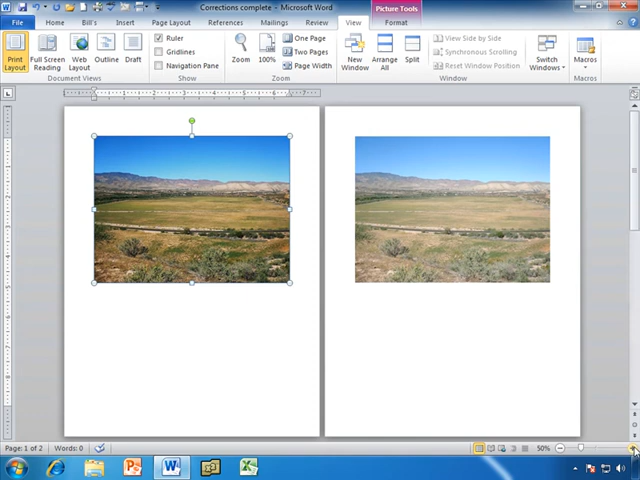 Corrections complete - Microsoft Word
Picture Tools
File Home Bill's Insert Page Layout References Mailings Review View Format
Print Layout
Full Screen Reading
Web Layout
Outline
Draft
Document Views
Ruler
Gridlines
Navigation Pane
Show
Zoom
100%
One Page
Two Pages
Page Width
Zoom
New Window
Arrange All
Split
View Side by Side
Synchronous Scrolling
Reset Window Position
Window
Switch Windows
Macros
Macros
Page: 1 of 2 Words: 0 50%